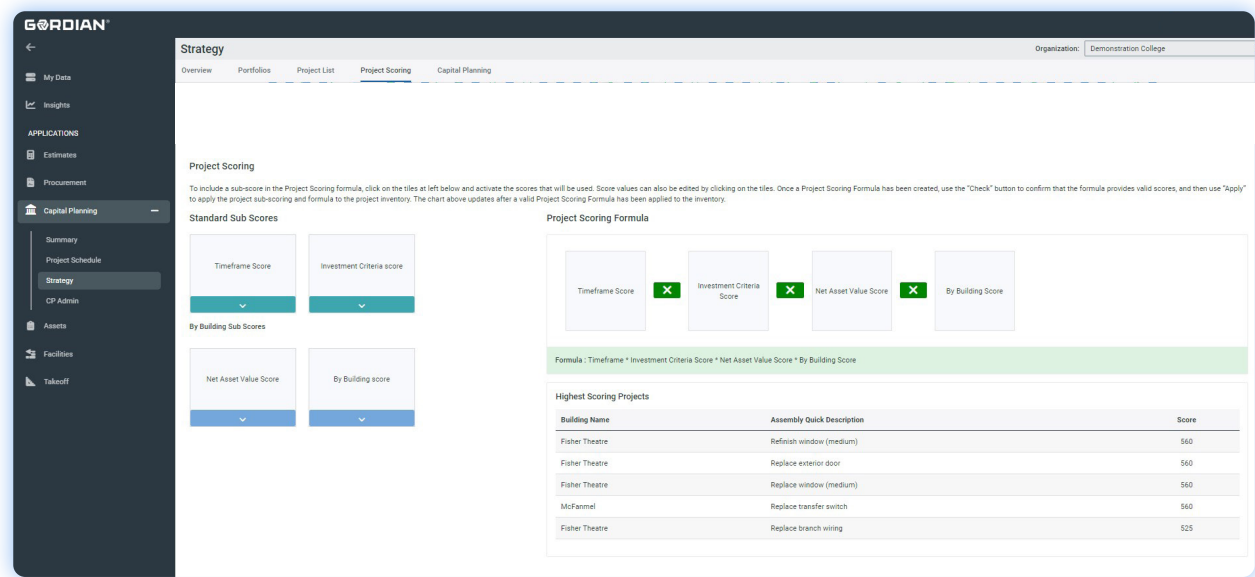 GORDIAN®
Strategy
Organization: Demonstration College
Overview Portfolios Project List Project Scoring Capital Planning
My Data
Insights
APPLICATIONS
Estimates
Procurement
Capital Planning
Summary
Project Schedule
Strategy
CP Admin
Assets
Facilities
Takeoff
Project Scoring
To include a sub-score in the Project Scoring formula, click on the tiles at left below and activate the scores that will be used. Score values can also be edited by clicking on the tiles. Once a Project Scoring Formula has been created, use the "Check" button to confirm that the formula provides valid scores, and then use "Apply"
to apply the project sub-scoring and formula to the project inventory. The chart above updates after a valid Project Scoring Formula has been applied to the inventory.
Standard Sub Scores
Timeframe Score Investment Criteria score
By Building Sub Scores
Net Asset Value Score By Building score
Project Scoring Formula
Timeframe Score Investment Criteria Score Net Asset Value Score By Building Score
Formula : Timeframe * Investment Criteria Score * Net Asset Value Score * By Building Score
Highest Scoring Projects
Building Name Assembly Quick Description Score
Fisher Theatre Refinish window (medium) 560
Fisher Theatre Replace exterior door 560
Fisher Theatre Replace window (medium) 560
McFanmel Replace transfer switch 560
Fisher Theatre Replace branch wiring 525